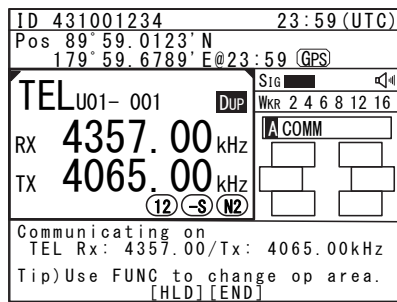 ID 431001234 23:59(UTC)
Pos 89°59.0123'N
179°59.6789'E@23:59 GPS
TEL U01- 001 DUP
SIG
WKR 2 4 6 8 12 16
A COMM
RX 4357.00 kHz
TX 4065.00 kHz
12 -S N2
Communicating on
TEL Rx: 4357.00/Tx: 4065.00kHz
Tip)Use FUNC to change op area.
[HLD][END]